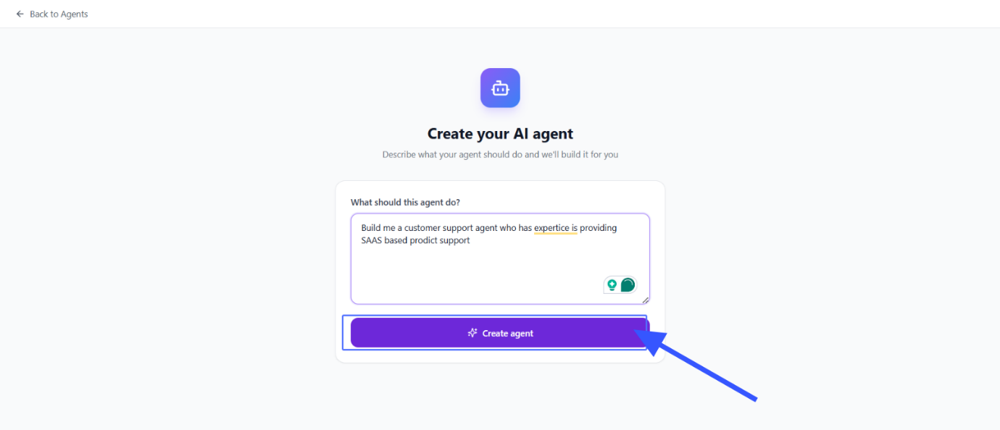 Back to Agents
Create your AI agent
Describe what your agent should do and we'll build it for you
What should this agent do?
Build me a customer support agent who has expertice is providing
SAAS based prodict support
Create agent